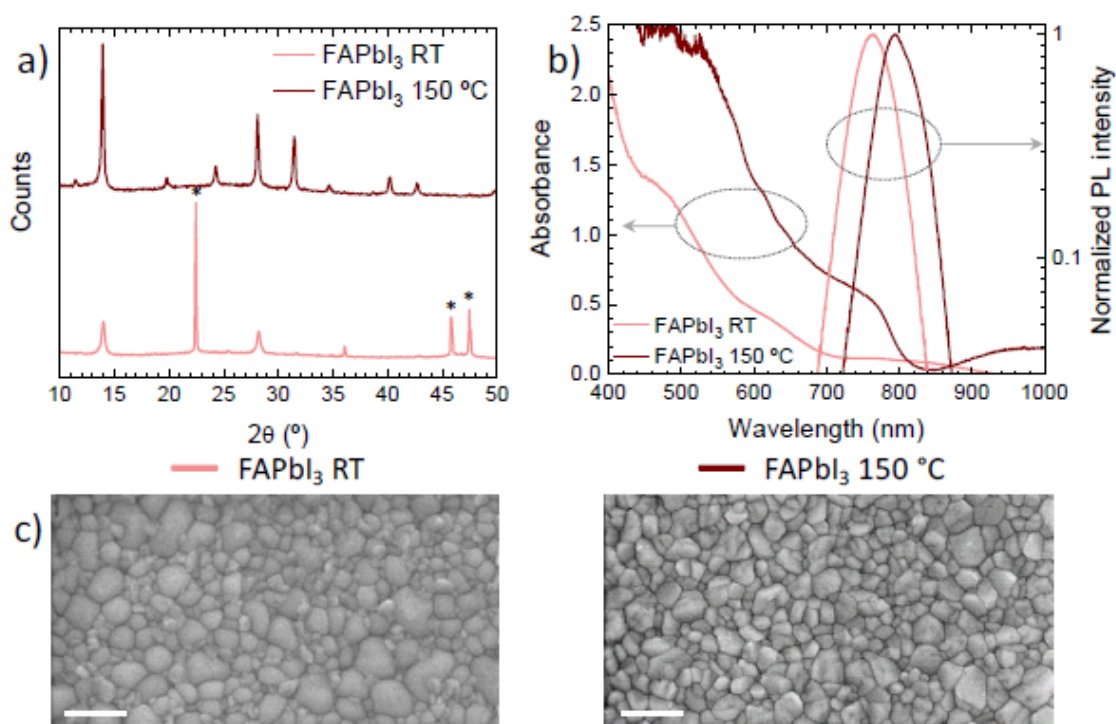 a)
FAPbI₃ RT
FAPbI₃ 150 ºC
Counts
*
*
*
10 15 20 25 30 35 40 45 50
2θ (º)
b)
Absorbance
2.5
2.0
1.5
1.0
0.5
0.0
FAPbI₃ RT
FAPbI₃ 150 ºC
400 500 600 700 800 900 1000
Wavelength (nm)
1
0.1
Normalized PL intensity
FAPbI₃ RT
FAPbI₃ 150 °C
c)